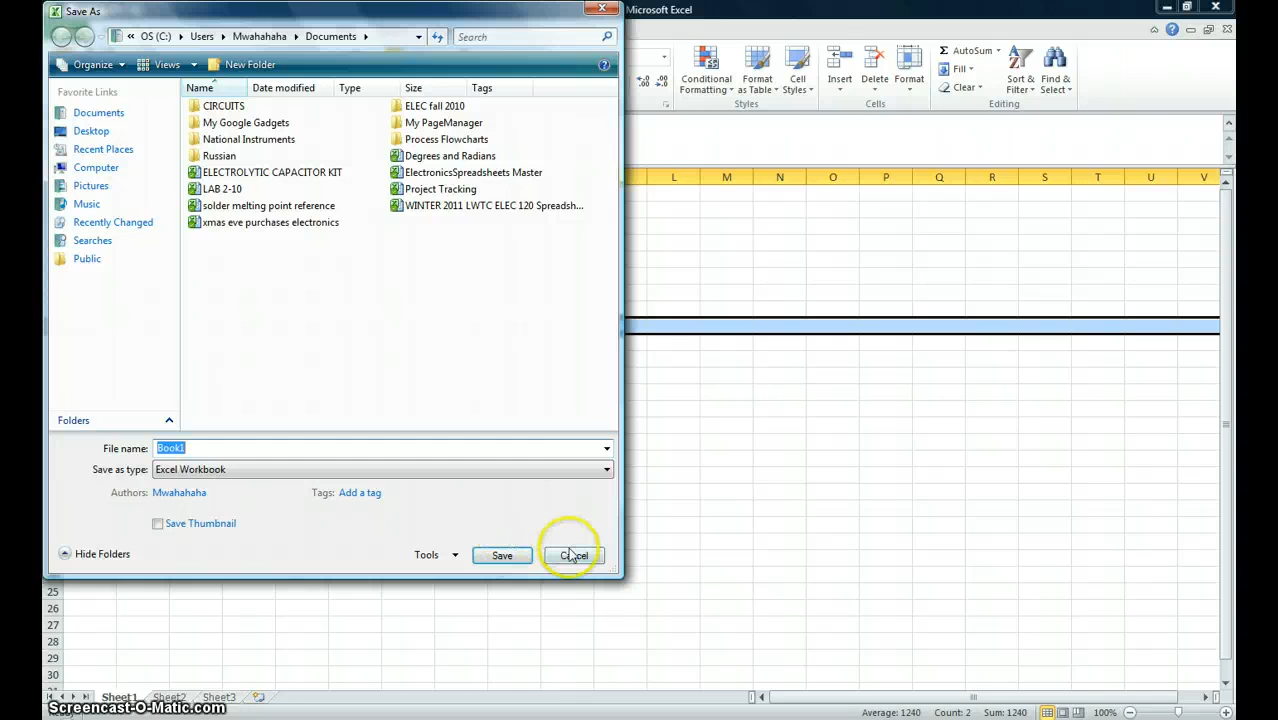 Save As
Microsoft Excel
« OS (C:) Users Mwahahaha Documents
Search
Organize Views New Folder
Favorite Links
Documents
Desktop
Recent Places
Computer
Pictures
Music
Recently Changed
Searches
Public
Folders
Name Date modified Type Size Tags
CIRCUITS
My Google Gadgets
National Instruments
Russian
ELECTROLYTIC CAPACITOR KIT
LAB 2-10
solder melting point reference
xmas eve purchases electronics
ELEC fall 2010
My PageManager
Process Flowcharts
Degrees and Radians
ElectronicsSpreadsheets Master
Project Tracking
WINTER 2011 LWTC ELEC 120 Spreadsh...
File name: Book1
Save as type: Excel Workbook
Authors: Mwahahaha Tags: Add a tag
Save Thumbnail
Hide Folders Tools Save Cancel
Conditional
Formatting
Format
as Table
Cell
Styles
Styles
Insert
Delete
Format
Cells
Σ AutoSum
Fill
Clear
Sort &
Filter
Find &
Select
Editing
L M N O P Q R S T U V
25
26
27
28
29
30
Sheet1 Sheet2 Sheet3
Screencast-O-Matic.com
Average: 1240 Count: 2 Sum: 1240 100%